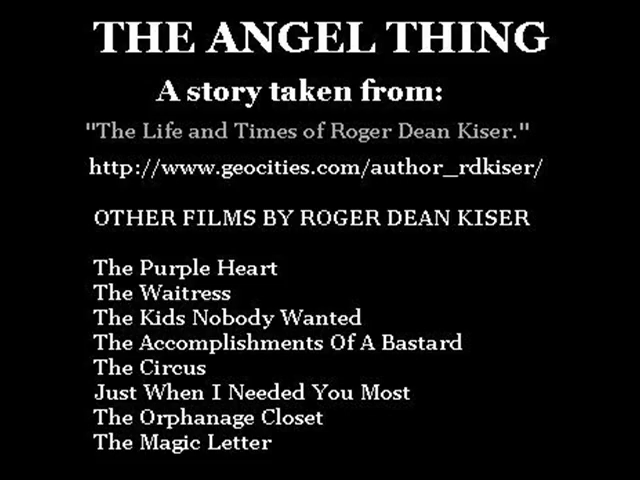 THE ANGEL THING
A story taken from:
"The Life and Times of Roger Dean Kiser."
http://www.geocities.com/author_rdkiser/
OTHER FILMS BY ROGER DEAN KISER
The Purple Heart
The Waitress
The Kids Nobody Wanted
The Accomplishments Of A Bastard
The Circus
Just When I Needed You Most
The Orphanage Closet
The Magic Letter